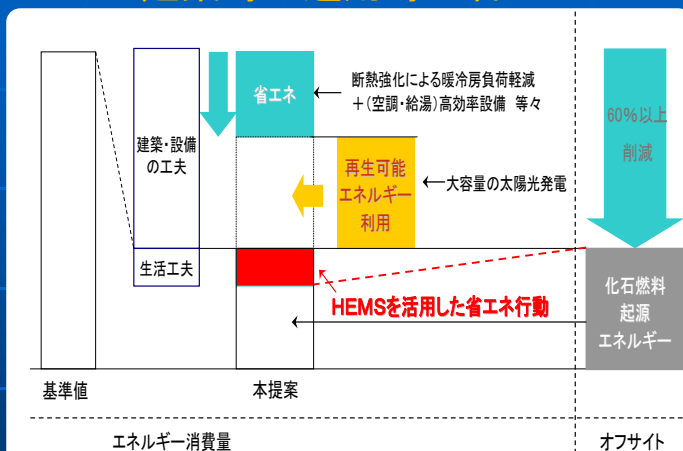 省エネ
断熱強化による暖冷房負荷軽減
＋（空調・給湯）高効率設備 等々
60%以上
削減
建築・設備
の工夫
再生可能
エネルギー
利用
大容量の太陽光発電
生活工夫
HEMSを活用した省エネ行動
化石燃料
起源
エネルギー
基準値
本提案
エネルギー消費量
オフサイト